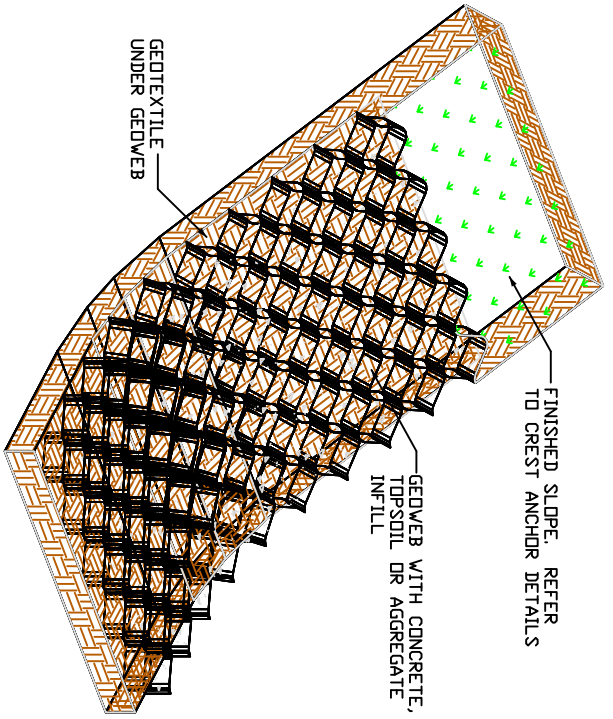 FINISHED SLOPE. REFER
TO CREST ANCHOR DETAILS
GEOWEB WITH CONCRETE,
TOPSOIL OR AGGREGATE
INFILL
GEOTEXTILE
UNDER GEOWEB